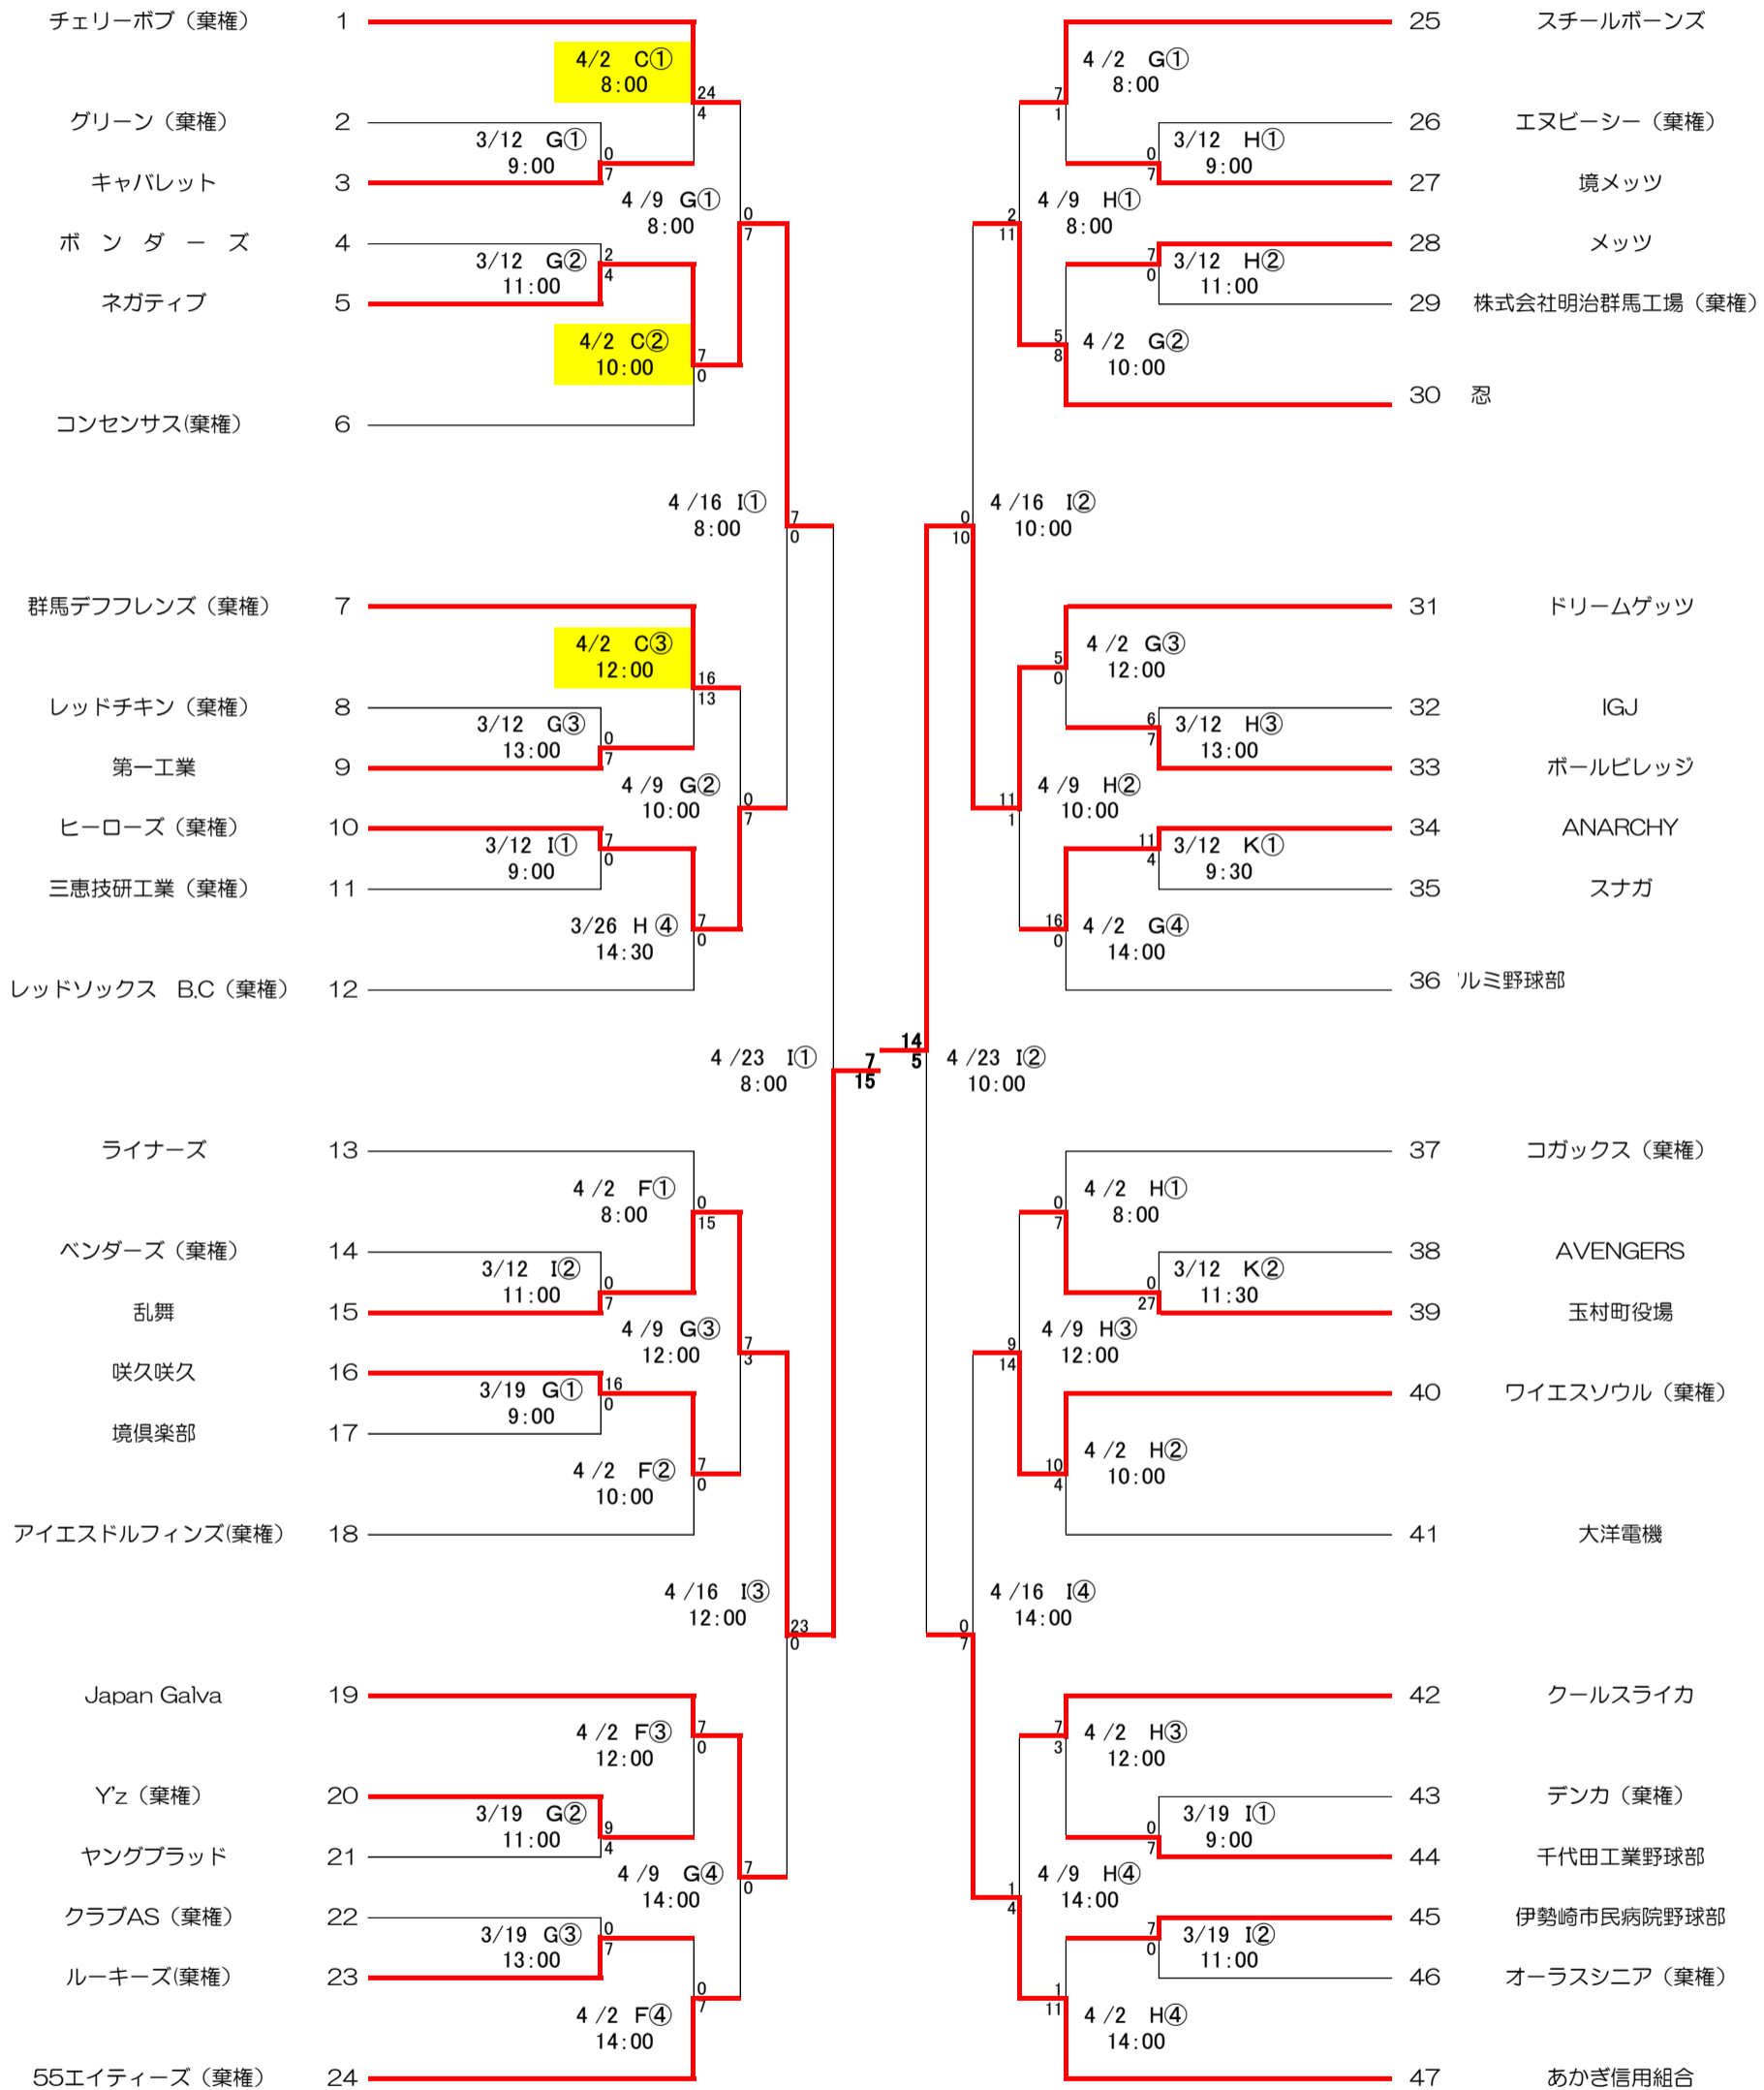 チェリーボブ（棄権） 1
4/2 C①
8:00
24
4
グリーン（棄権） 2
3/12 G①
9:00
0
7
キャバレット 3
4 /9 G①
8:00
0
7
ボンダーズ 4
3/12 G②
11:00
2
4
ネガティブ 5
4/2 C②
10:00
7
0
コンセンサス(棄権） 6
4 /16 I①
8:00
7
0
群馬デフフレンズ（棄権） 7
4/2 C③
12:00
16
13
レッドチキン（棄権） 8
3/12 G③
13:00
0
7
第一工業 9
4 /9 G②
10:00
0
7
ヒーローズ（棄権） 10
3/12 I①
9:00
7
0
三恵技研工業（棄権） 11
3/26 H④
14:30
7
0
レッドソックス B.C（棄権） 12
4 /23 I①
8:00
7
15
ライナーズ 13
4 /2 F①
8:00
0
15
ベンダーズ（棄権） 14
3/12 I②
11:00
0
7
乱舞 15
4 /9 G③
12:00
7
3
咲久咲久 16
3/19 G①
9:00
16
0
境倶楽部 17
4 /2 F②
10:00
7
0
アイエスドルフィンズ(棄権） 18
4 /16 I③
12:00
23
0
Japan Galva 19
4 /2 F③
12:00
7
0
Y'z（棄権） 20
3/19 G②
11:00
9
4
ヤングブラッド 21
4 /9 G④
14:00
7
0
クラブAS（棄権） 22
3/19 G③
13:00
0
7
ルーキーズ(棄権） 23
4 /2 F④
14:00
0
7
55エイティーズ（棄権） 24
25 スチールボーンズ
4 /2 G①
8:00
7
1
26 エヌビーシー（棄権）
3/12 H①
9:00
0
7
27 境メッツ
4 /9 H①
8:00
2
11
28 メッツ
3/12 H②
11:00
7
0
29 株式会社明治群馬工場（棄権）
4 /2 G②
10:00
5
8
30 忍
4 /16 I②
10:00
0
10
31 ドリームゲッツ
4 /2 G③
12:00
5
0
32 IGJ
3/12 H③
13:00
6
7
33 ボールビレッジ
4 /9 H②
10:00
11
1
34 ANARCHY
3/12 K①
9:30
11
4
35 スナガ
4 /2 G④
14:00
16
0
36 ルミ野球部
4 /23 I②
10:00
14
5
37 コガックス（棄権）
4 /2 H①
8:00
0
7
38 AVENGERS
3/12 K②
11:30
0
27
39 玉村町役場
4 /9 H③
12:00
9
14
40 ワイエスソウル（棄権）
4 /2 H②
10:00
10
4
41 大洋電機
4 /16 I④
14:00
0
7
42 クールスライカ
4 /2 H③
12:00
7
3
43 デンカ（棄権）
3/19 I①
9:00
0
7
44 千代田工業野球部
4 /9 H④
14:00
1
4
45 伊勢崎市民病院野球部
3/19 I②
11:00
7
0
46 オーラスシニア（棄権）
4 /2 H④
14:00
1
11
47 あかぎ信用組合